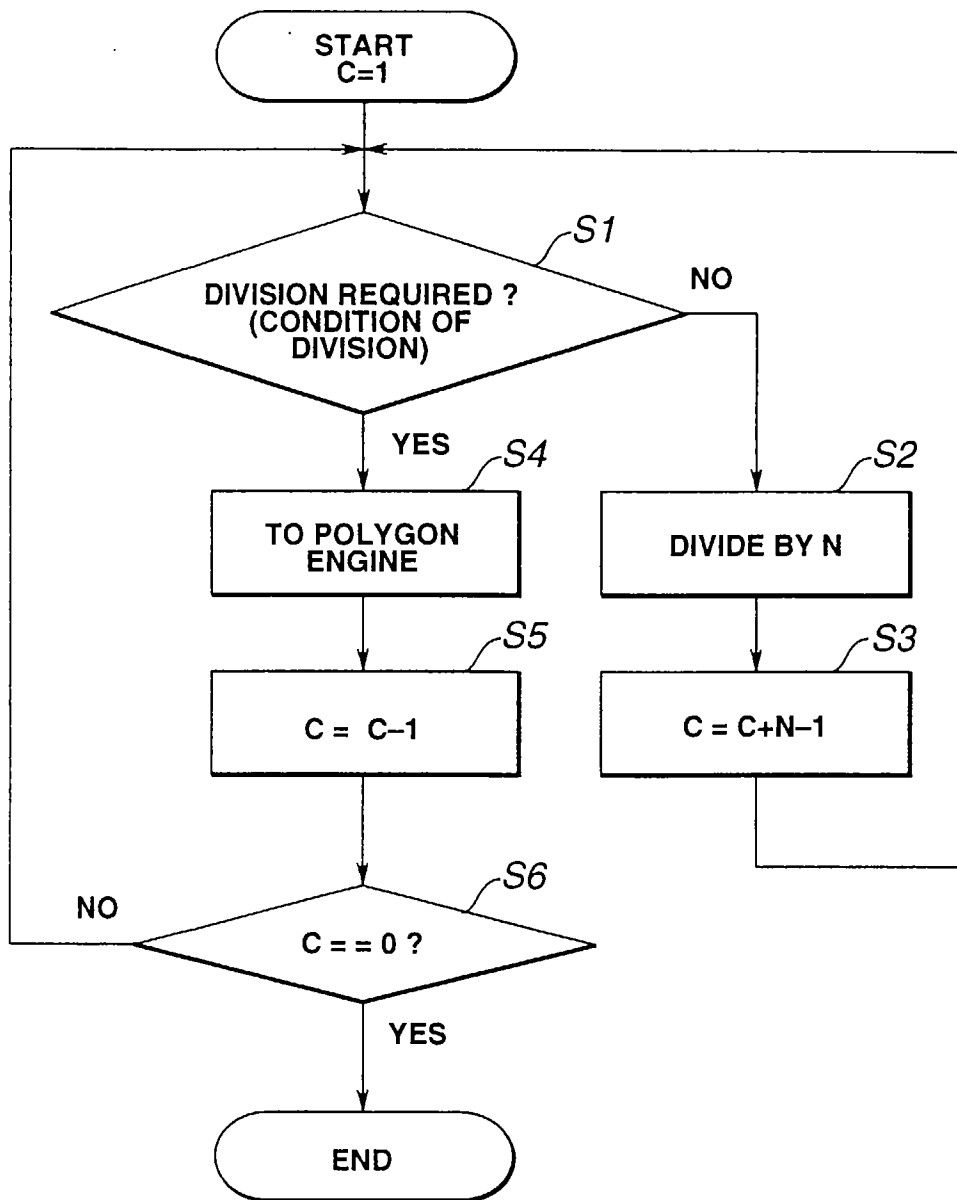 START
C=1
S1
DIVISION REQUIRED ?
(CONDITION OF
DIVISION)
NO
YES
S4
TO POLYGON
ENGINE
S2
DIVIDE BY N
S5
C = C–1
S3
C = C+N–1
S6
NO
C = = 0 ?
YES
END